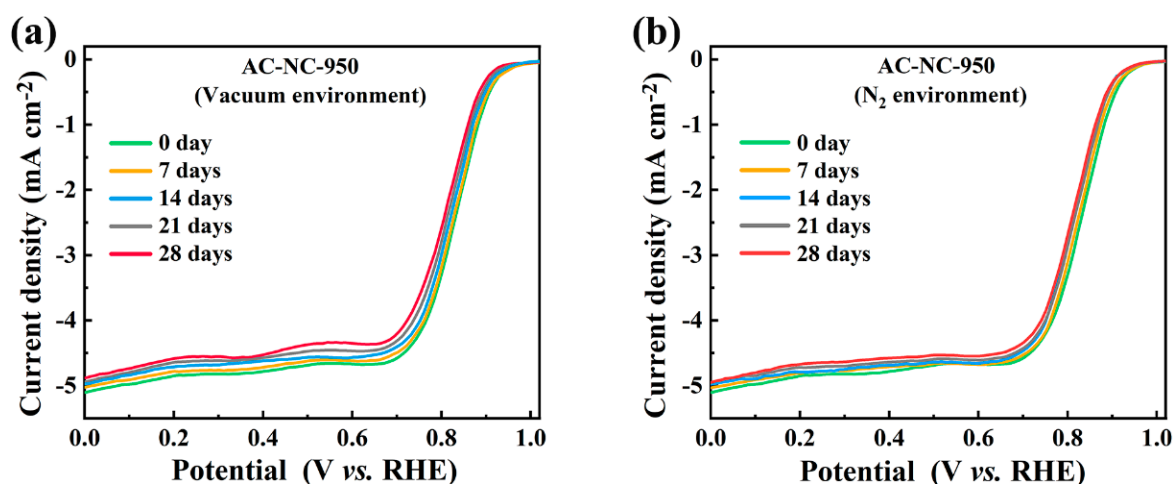 (a)
AC-NC-950
(Vacuum environment)
0 day
7 days
14 days
21 days
28 days
0
-1
-2
-3
-4
-5
Current density (mA cm⁻²)
0.0 0.2 0.4 0.6 0.8 1.0
Potential (V vs. RHE)
(b)
AC-NC-950
(N₂ environment)
0 day
7 days
14 days
21 days
28 days
0
-1
-2
-3
-4
-5
Current density (mA cm⁻²)
0.0 0.2 0.4 0.6 0.8 1.0
Potential (V vs. RHE)